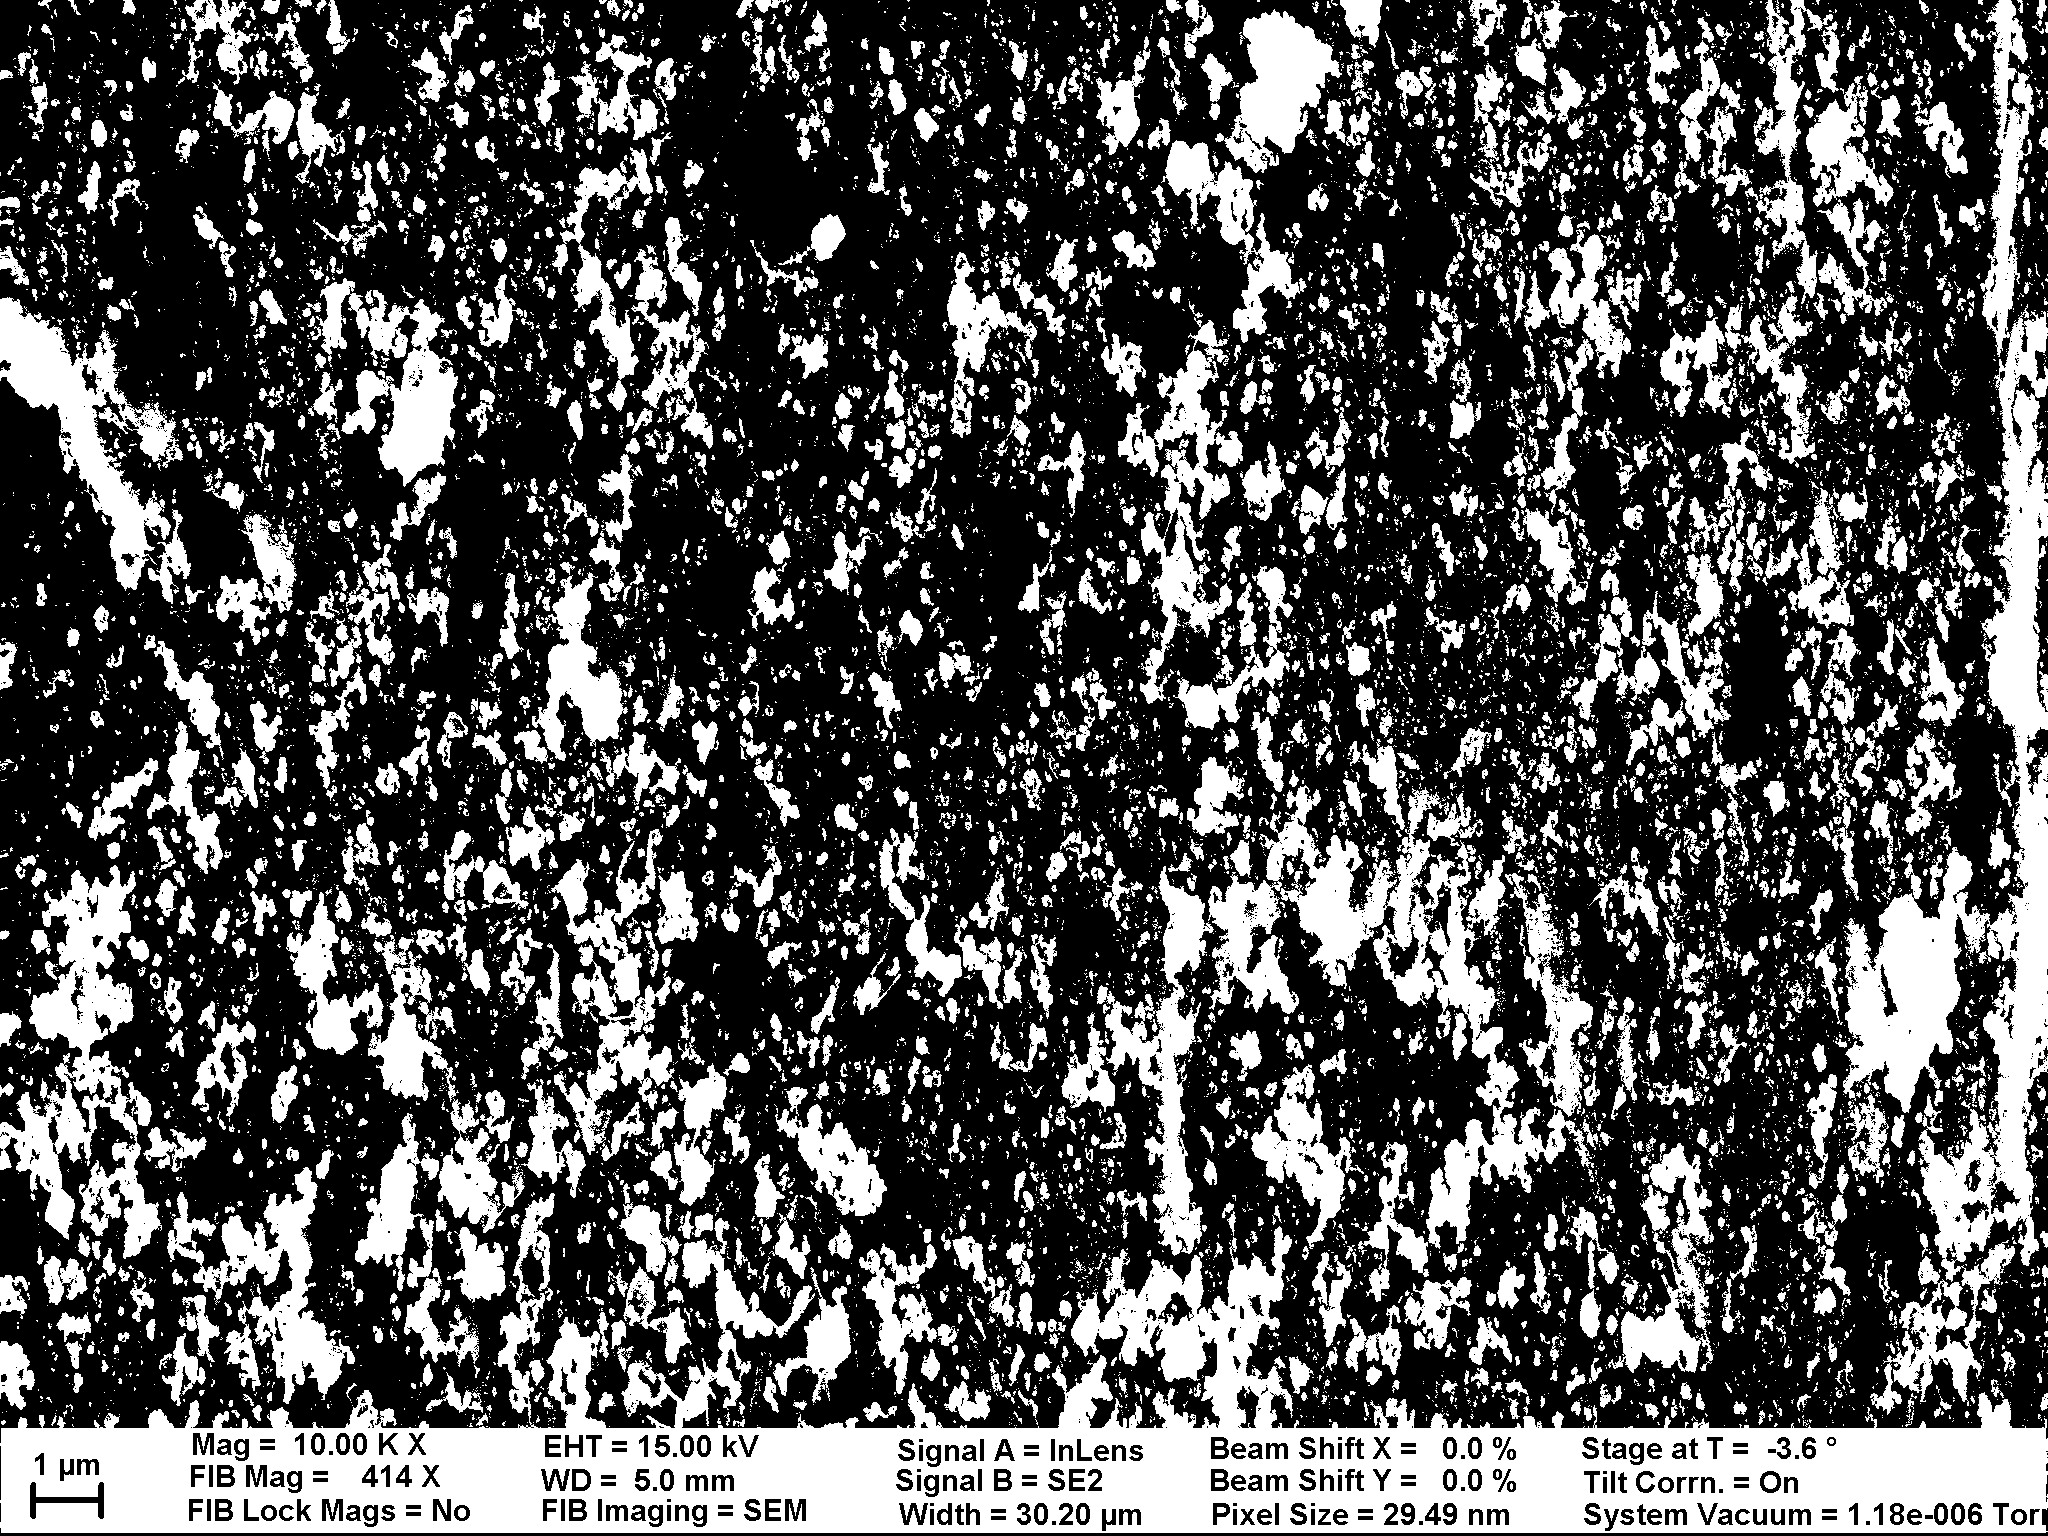 1 µm
Mag = 10.00 K X
FIB Mag = 414 X
FIB Lock Mags = No
EHT = 15.00 kV
WD = 5.0 mm
FIB Imaging = SEM
Signal A = InLens
Signal B = SE2
Width = 30.20 µm
Beam Shift X = 0.0 %
Beam Shift Y = 0.0 %
Pixel Size = 29.49 nm
Stage at T = -3.6 °
Tilt Corrn. = On
System Vacuum = 1.18e-006 Torr